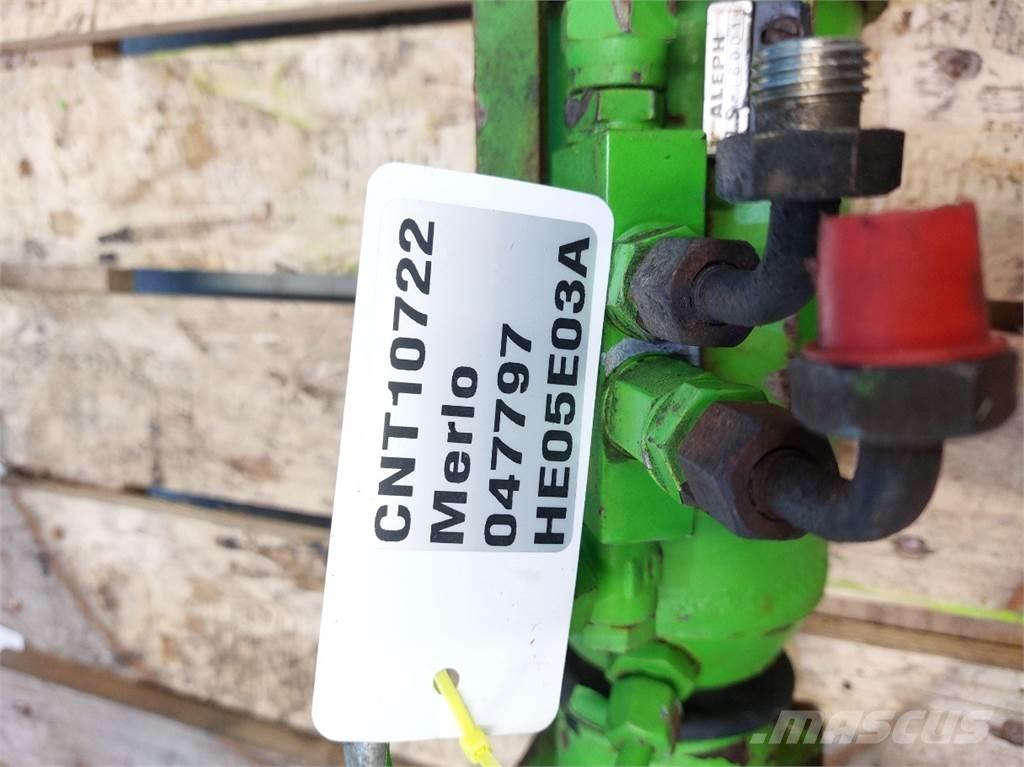 CNT10722
Merlo
047797
HE05E03A
ALEPH
mascus